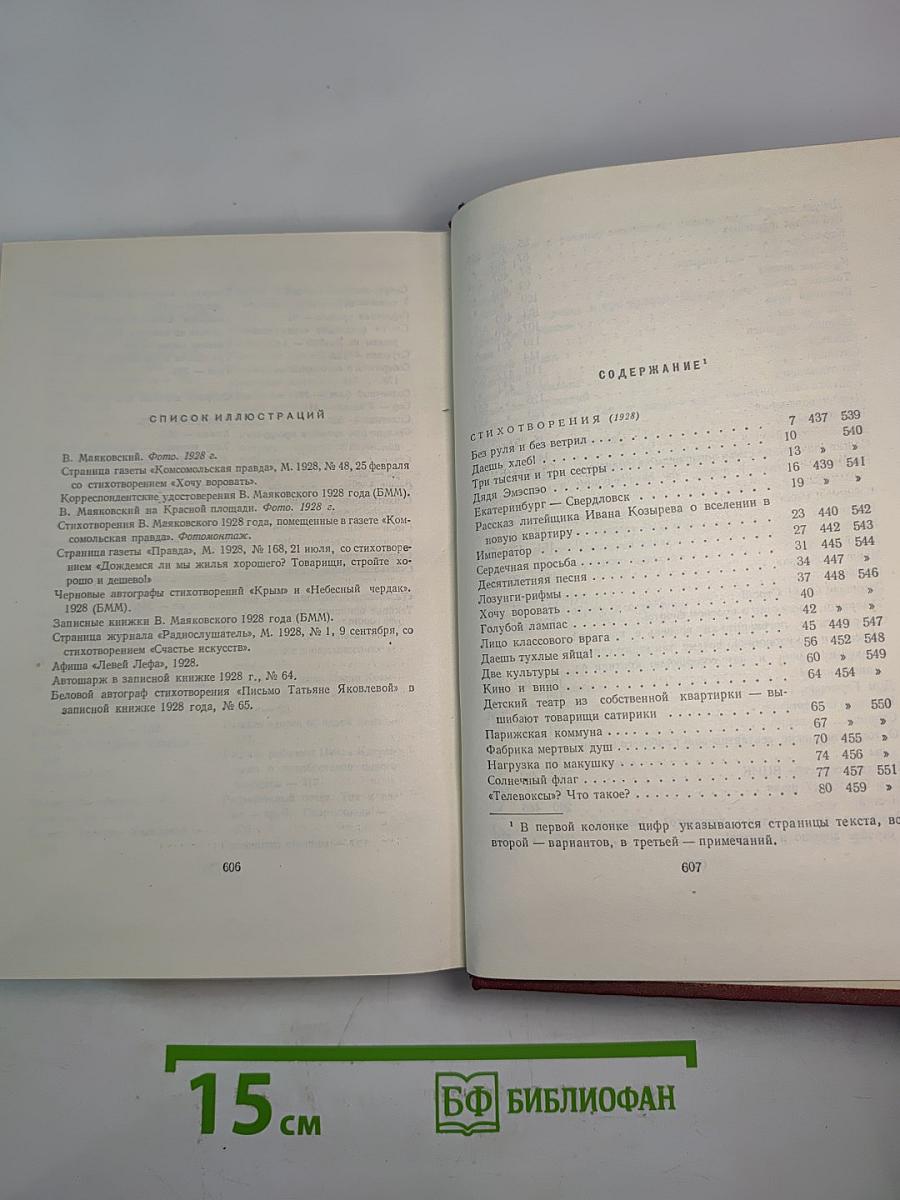 СПИСОК ИЛЛЮСТРАЦИЙ
В. Маяковский. Фото. 1928 г.
Страница газеты «Комсомольская правда», М. 1928, № 48, 25 февраля
со стихотворением «Хочу воровать».
Корреспондентские удостоверения В. Маяковского 1928 года (БММ).
В. Маяковский на Красной площади. Фото. 1928 г.
Стихотворения В. Маяковского 1928 года, помещенные в газете «Ком-
сомольская правда». Фотомонтаж.
Страница газеты «Правда», М. 1928, № 168, 21 июля, со стихотворе-
нием «Дождемся ли мы жилья хорошего? Товарищи, стройте хо-
рошо и дешево!»
Черновые автографы стихотворений «Крым» и «Небесный чердак».
1928 (БММ).
Записные книжки В. Маяковского 1928 года (БММ).
Страница журнала «Радиослушатель», М. 1928, № 1, 9 сентября, со
стихотворением «Счастье искусств».
Афиша «Левей Лефа», 1928.
Автошарж в записной книжке 1928 г., № 64.
Беловой автограф стихотворения «Письмо Татьяне Яковлевой» в
записной книжке 1928 года, № 65.
606
СОДЕРЖАНИЕ¹
СТИХОТВОРЕНИЯ (1928)
Без руля и без ветрил . . . 7 437 539
Даешь хлеб! . . . 10 540
Три тысячи и три сестры . . . 13 » »
Дядя Эмэспэо . . . 16 439 541
Екатеринбург — Свердловск . . . 19 » »
Рассказ литейщика Ивана Козырева о вселении в
новую квартиру . . . 23 440 542
Император . . . 27 442 543
Сердечная просьба . . . 31 445 544
Десятилетняя песня . . . 34 447 »
Лозунги-рифмы . . . 37 448 546
Хочу воровать . . . 40 »
Голубой лампас . . . 42 » »
Лицо классового врага . . . 45 449 547
Даешь тухлые яйца! . . . 56 452 548
Две культуры . . . 60 » 549
Кино и вино . . . 64 454 »
Детский театр из собственной квартирки — вы-
шибают товарищи сатирики . . . 65 » 550
Парижская коммуна . . . 67 » »
Фабрика мертвых душ . . . 70 455 »
Нагрузка по макушку . . . 74 456 »
Солнечный флаг . . . 77 457 551
«Телевоксы»? Что такое? . . . 80 459 »
¹ В первой колонке цифр указываются страницы текста, во
второй — вариантов, в третьей — примечаний.
607
15 см
БФ БИБЛИОФАН